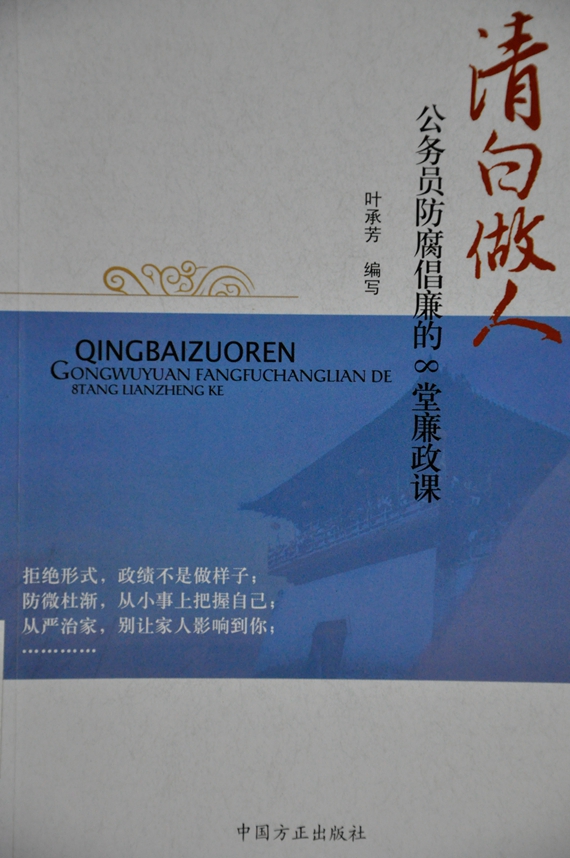 清白做人
公务员防腐倡廉的8堂廉政课
叶承芳 编写
QINGBAIZUOREN
GONGWUYUAN FANGFUCHANGLIAN DE
8TANG LIANZHENG KE
拒绝形式，政绩不是做样子；
防微杜渐，从小事上把握自己；
从严治家，别让家人影响到你；
…………
中国方正出版社